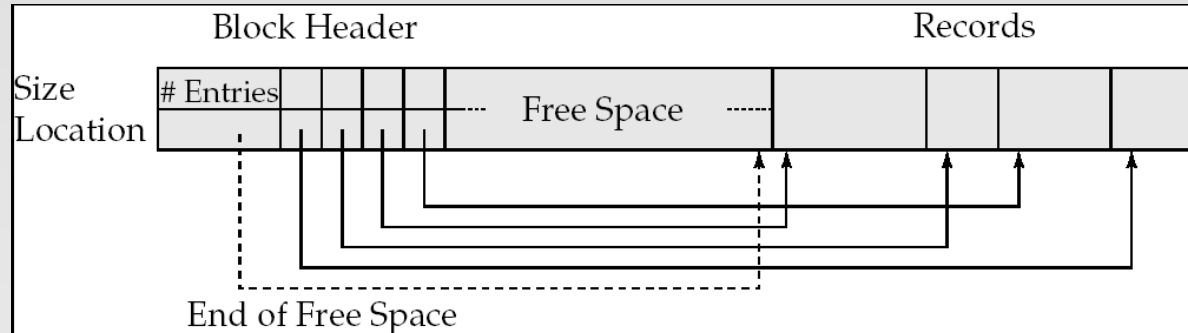 Block Header
Records
Size
# Entries
Location
Free Space
End of Free Space